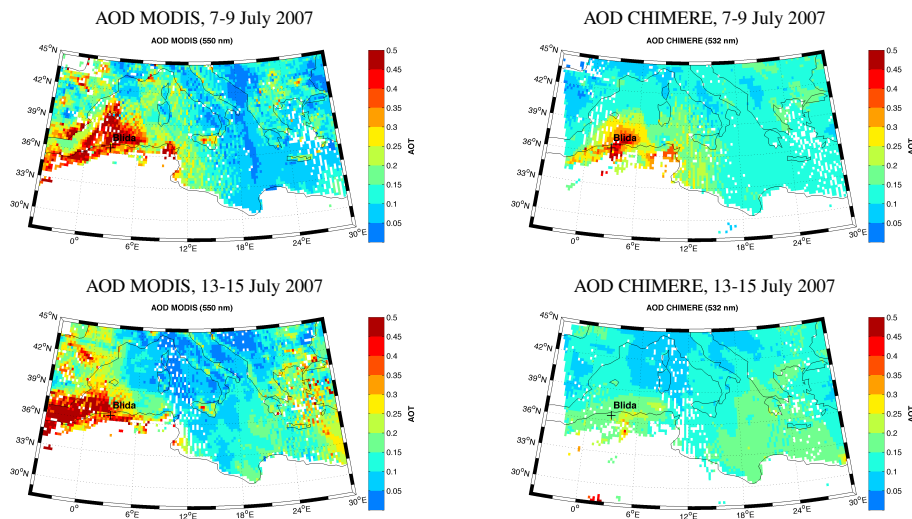 AOD MODIS, 7-9 July 2007
AOD MODIS (550 nm)
45°N
42°N
39°N
36°N
33°N
30°N
0°
6°E
12°E
18°E
24°E
30°E
Blida
0.5
0.45
0.4
0.35
0.3
0.25
0.2
0.15
0.1
0.05
AOT
AOD CHIMERE, 7-9 July 2007
AOD CHIMERE (532 nm)
45°N
42°N
39°N
36°N
33°N
30°N
0°
6°E
12°E
18°E
24°E
30°E
Blida
0.5
0.45
0.4
0.35
0.3
0.25
0.2
0.15
0.1
0.05
AOT
AOD MODIS, 13-15 July 2007
AOD MODIS (550 nm)
45°N
42°N
39°N
36°N
33°N
30°N
0°
6°E
12°E
18°E
24°E
30°E
Blida
0.5
0.45
0.4
0.35
0.3
0.25
0.2
0.15
0.1
0.05
AOT
AOD CHIMERE, 13-15 July 2007
AOD CHIMERE (532 nm)
45°N
42°N
39°N
36°N
33°N
30°N
0°
6°E
12°E
18°E
24°E
30°E
Blida
0.5
0.45
0.4
0.35
0.3
0.25
0.2
0.15
0.1
0.05
AOT